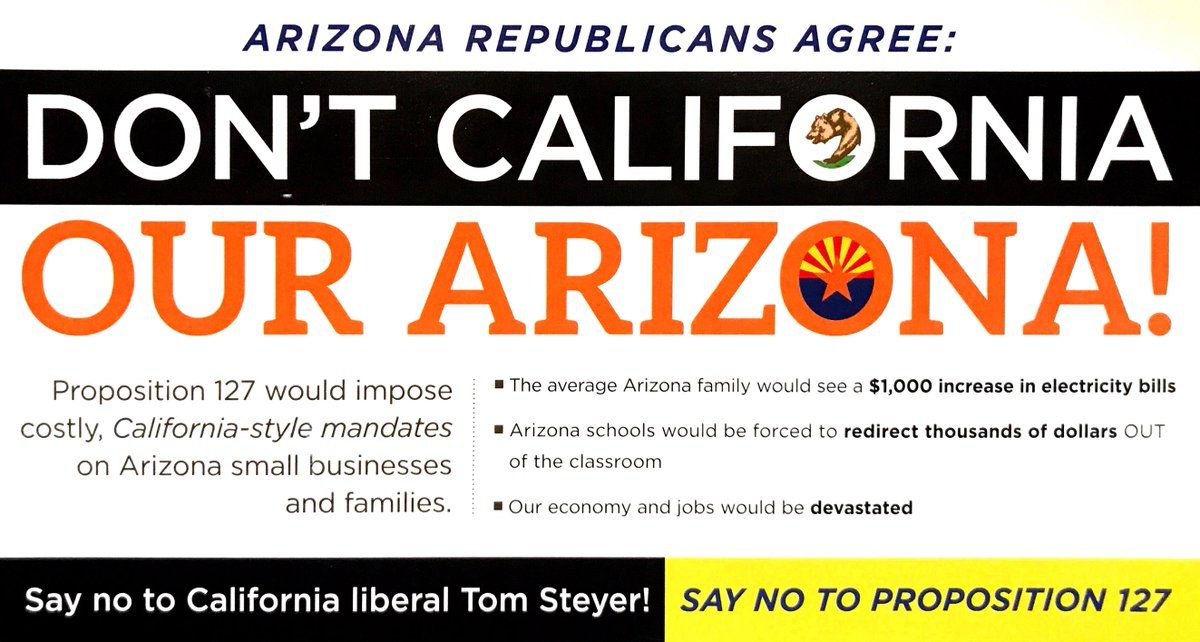 ARIZONA REPUBLICANS AGREE:
DON'T CALIFORNIA
OUR ARIZONA!
Proposition 127 would impose
costly, California-style mandates
on Arizona small businesses
and families.
■ The average Arizona family would see a $1,000 increase in electricity bills
■ Arizona schools would be forced to redirect thousands of dollars OUT
of the classroom
■ Our economy and jobs would be devastated
Say no to California liberal Tom Steyer!
SAY NO TO PROPOSITION 127